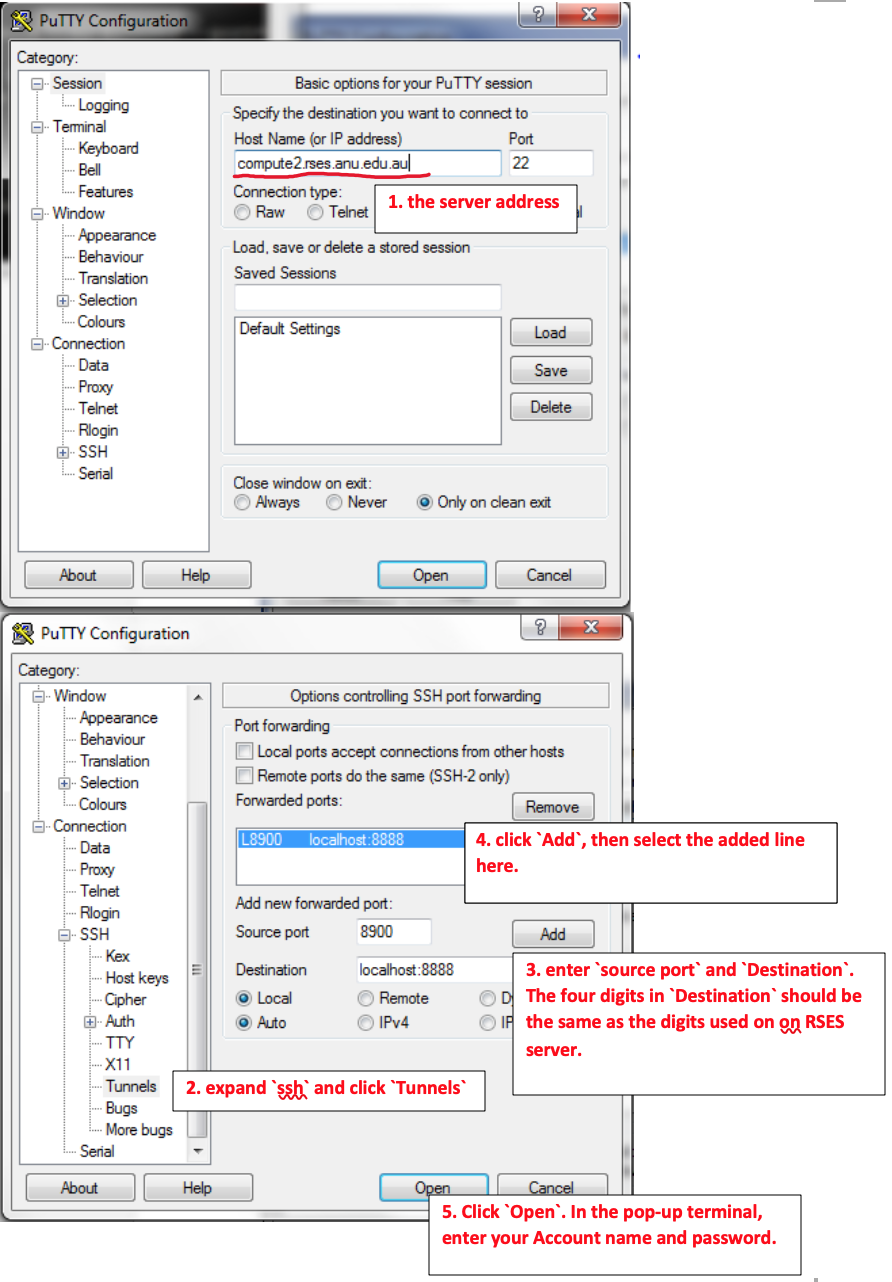 PuTTY Configuration
Category:
Session
Logging
Terminal
Keyboard
Bell
Features
Window
Appearance
Behaviour
Translation
Selection
Colours
Connection
Data
Proxy
Telnet
Rlogin
SSH
Serial
Basic options for your PuTTY session
Specify the destination you want to connect to
Host Name (or IP address) Port
compute2.rses.anu.edu.au 22
Connection type:
Raw Telnet
1. the server address
Load, save or delete a stored session
Saved Sessions
Default Settings
Load
Save
Delete
Close window on exit:
Always Never Only on clean exit
About Help Open Cancel
PuTTY Configuration
Category:
Window
Appearance
Behaviour
Translation
Selection
Colours
Connection
Data
Proxy
Telnet
Rlogin
SSH
Kex
Host keys
Cipher
Auth
TTY
X11
Tunnels
Bugs
More bugs
Serial
Options controlling SSH port forwarding
Port forwarding
Local ports accept connections from other hosts
Remote ports do the same (SSH-2 only)
Forwarded ports:
Remove
L8900 localhost:8888
4. click `Add`, then select the added line
here.
Add new forwarded port:
Source port 8900 Add
Destination localhost:8888
Local Remote
Auto IPv4
3. enter `source port` and `Destination`.
The four digits in `Destination` should be
the same as the digits used on on RSES
server.
2. expand `ssh` and click `Tunnels`
About Help Open Cancel
5. Click `Open`. In the pop-up terminal,
enter your Account name and password.